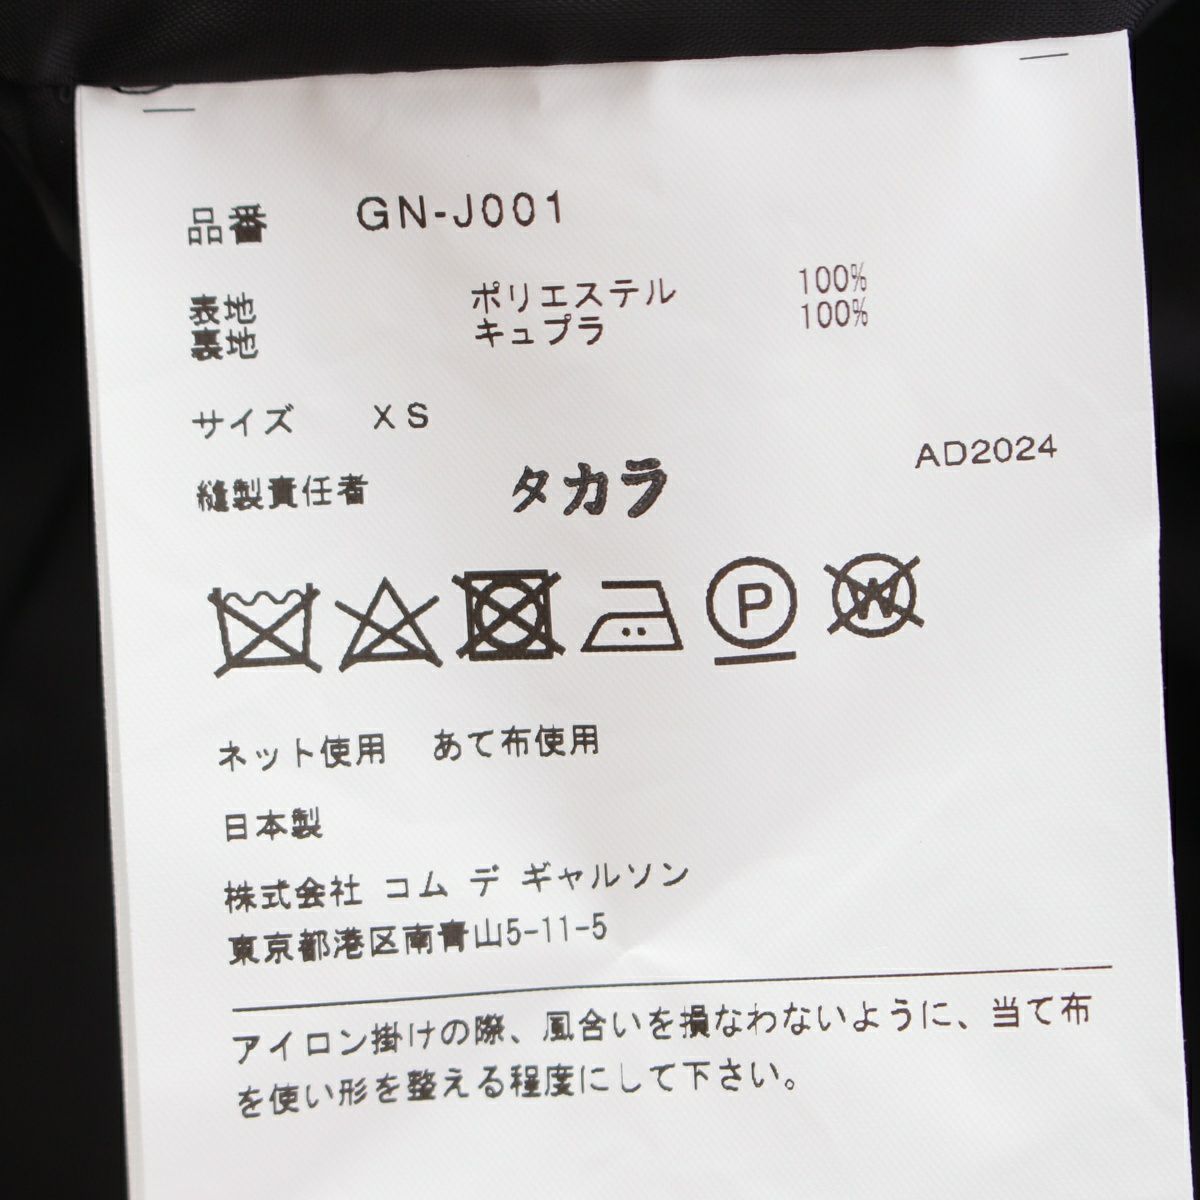 品番 GN-J001
表地 ポリエステル 100%
裏地 キュプラ 100%
サイズ XS
縫製責任者 タカラ AD2024
P W
ネット使用 あて布使用
日本製
株式会社 コム デ ギャルソン
東京都港区南青山5-11-5
アイロン掛けの際、風合いを損なわないように、当て布
を使い形を整える程度にして下さい。